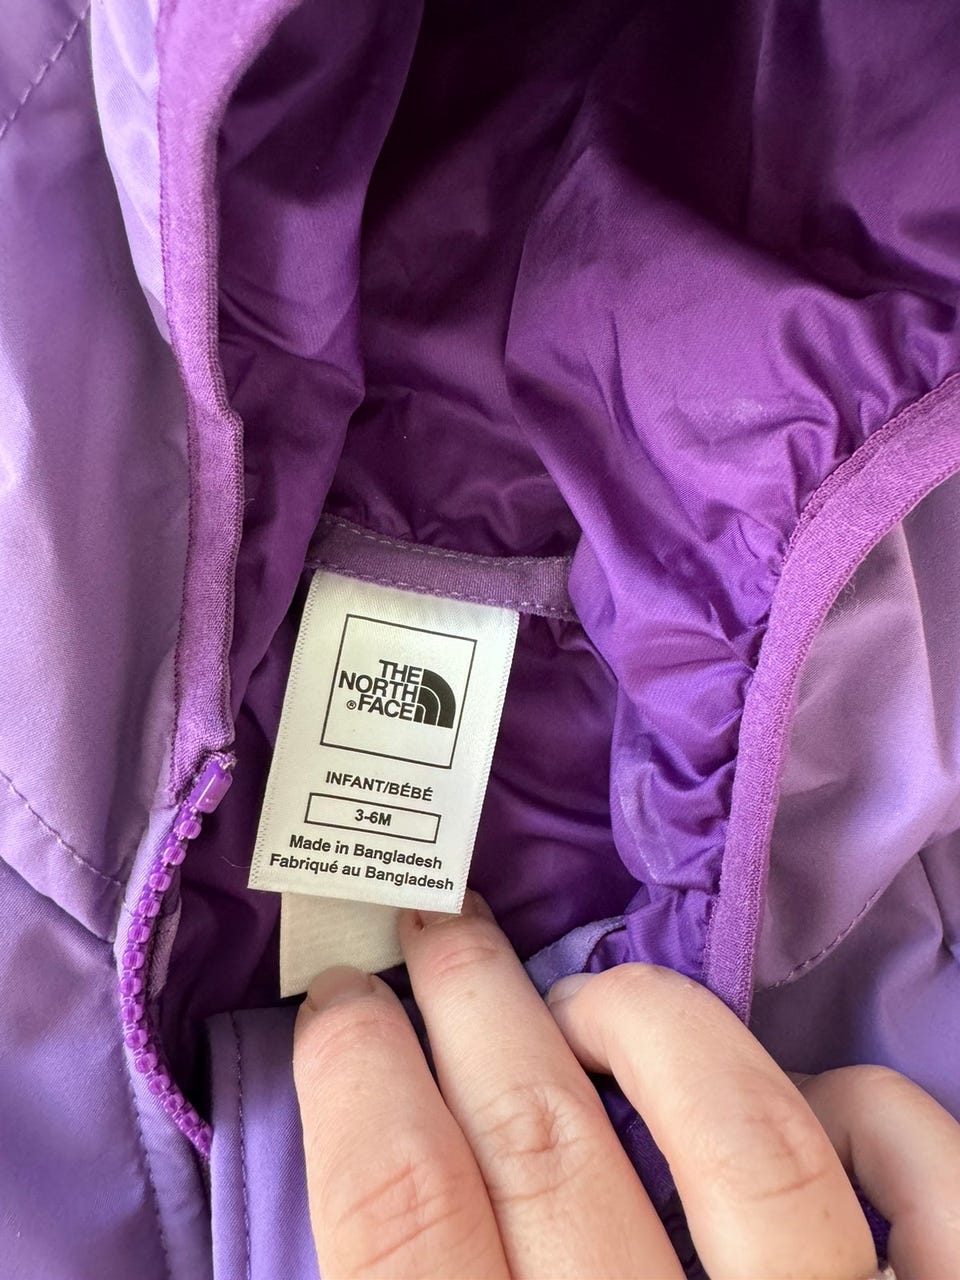 THE
NORTH
®FACE
INFANT/BÉBÉ
3-6M
Made in Bangladesh
Fabriqué au Bangladesh